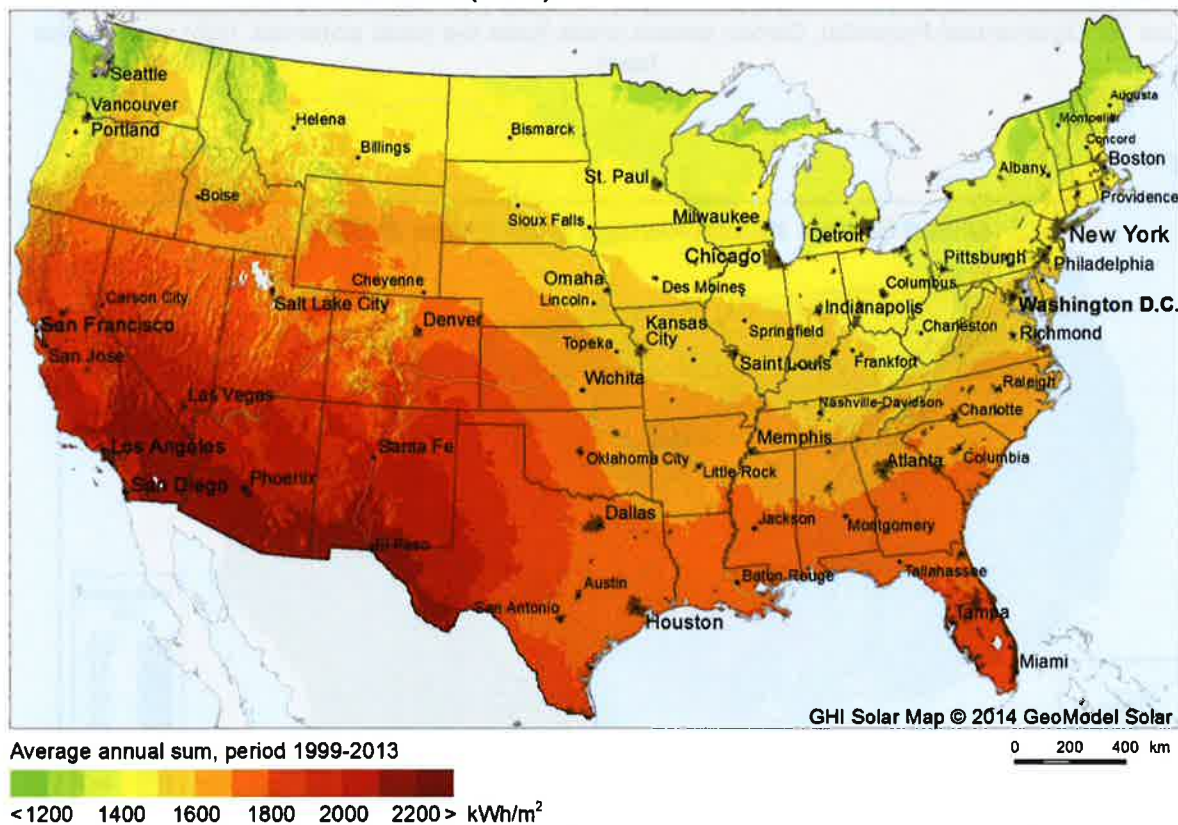 Seattle
Vancouver
Portland
Helena
Billings
Bismarck
Augusta
Montpelier
Concord
Boston
Albany
Providence
Boise
St. Paul
Sioux Falls
Milwaukee
Detroit
New York
Chicago
Pittsburgh
Philadelphia
Cheyenne
Omaha
Lincoln
Des Moines
Columbus
Indianapolis
Washington D.C.
Carson City
Salt Lake City
Denver
Kansas
City
Springfield
Charleston
Richmond
San Francisco
San Jose
Topeka
Saint Louis
Frankfort
Wichita
Las Vegas
Nashville-Davidson
Raleigh
Charlotte
Los Angeles
Santa Fe
Memphis
Oklahoma City
Little Rock
Atlanta
Columbia
San Diego
Phoenix
Dallas
Jackson
Montgomery
El Paso
Austin
Baton Rouge
Tallahassee
San Antonio
Houston
Tampa
Miami
GHI Solar Map © 2014 GeoModel Solar
Average annual sum, period 1999-2013
0 200 400 km
<1200 1400 1600 1800 2000 2200> kWh/m²